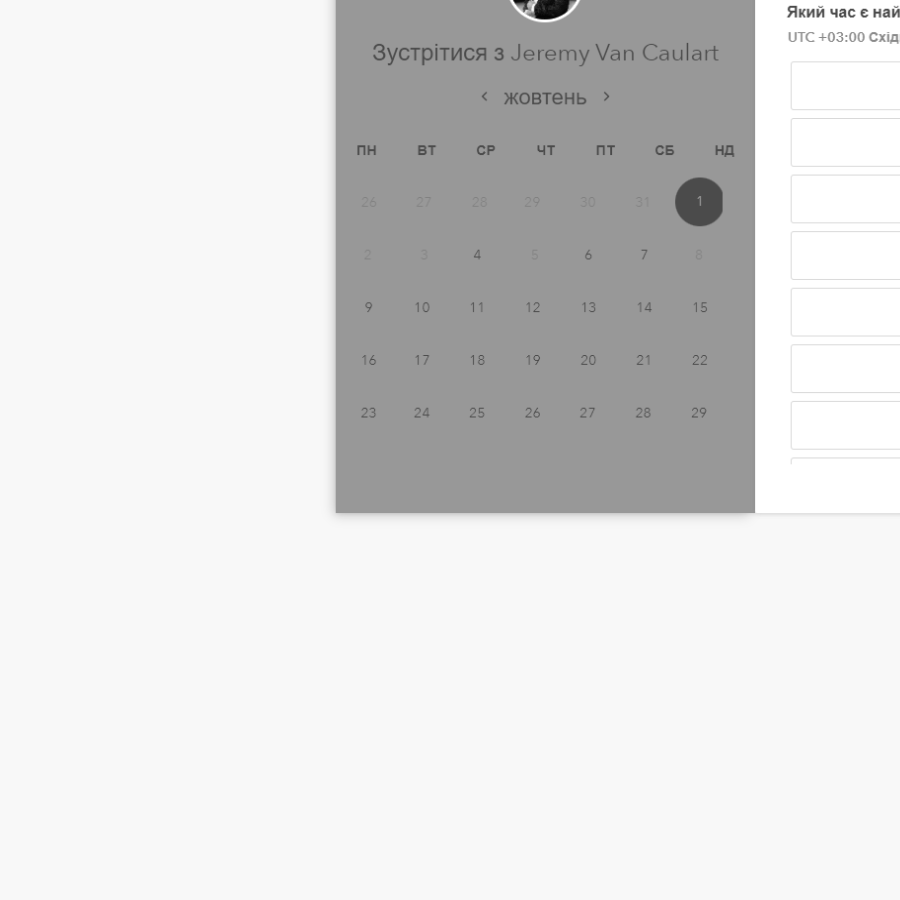 Який час є най
Зустрітися з Jeremy Van Caulart
UTC +03:00 Схід
‹ жовтень ›
ПН ВТ СР ЧТ ПТ СБ НД
26 27 28 29 30 31 1
2 3 4 5 6 7 8
9 10 11 12 13 14 15
16 17 18 19 20 21 22
23 24 25 26 27 28 29